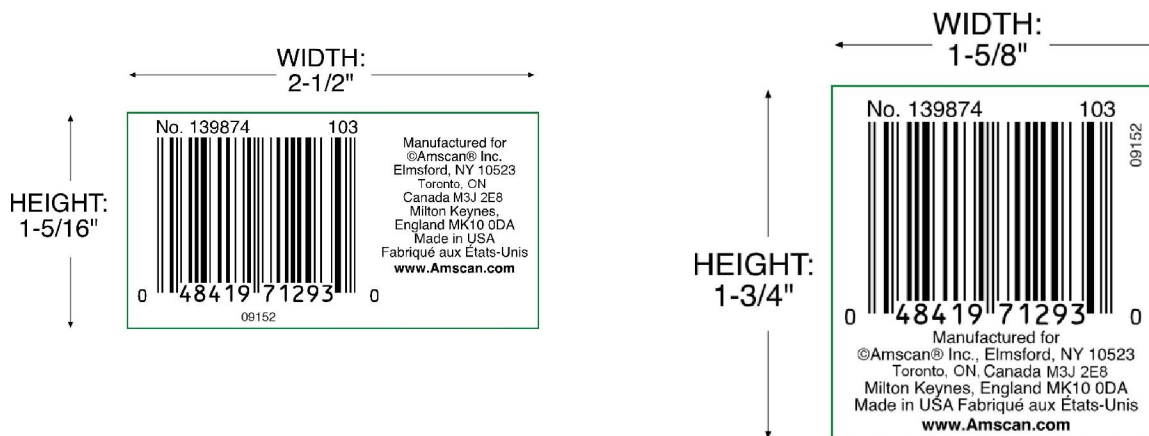 WIDTH:
2-1/2"
HEIGHT:
1-5/16"
No. 139874 103
0 48419 71293 0
09152
Manufactured for
©Amscan® Inc.
Elmsford, NY 10523
Toronto, ON
Canada M3J 2E8
Milton Keynes,
England MK10 0DA
Made in USA
Fabriqué aux États-Unis
www.Amscan.com
WIDTH:
1-5/8"
HEIGHT:
1-3/4"
No. 139874 103
09152
0 48419 71293 0
Manufactured for
©Amscan® Inc., Elmsford, NY 10523
Toronto, ON, Canada M3J 2E8
Milton Keynes, England MK10 0DA
Made in USA Fabriqué aux États-Unis
www.Amscan.com